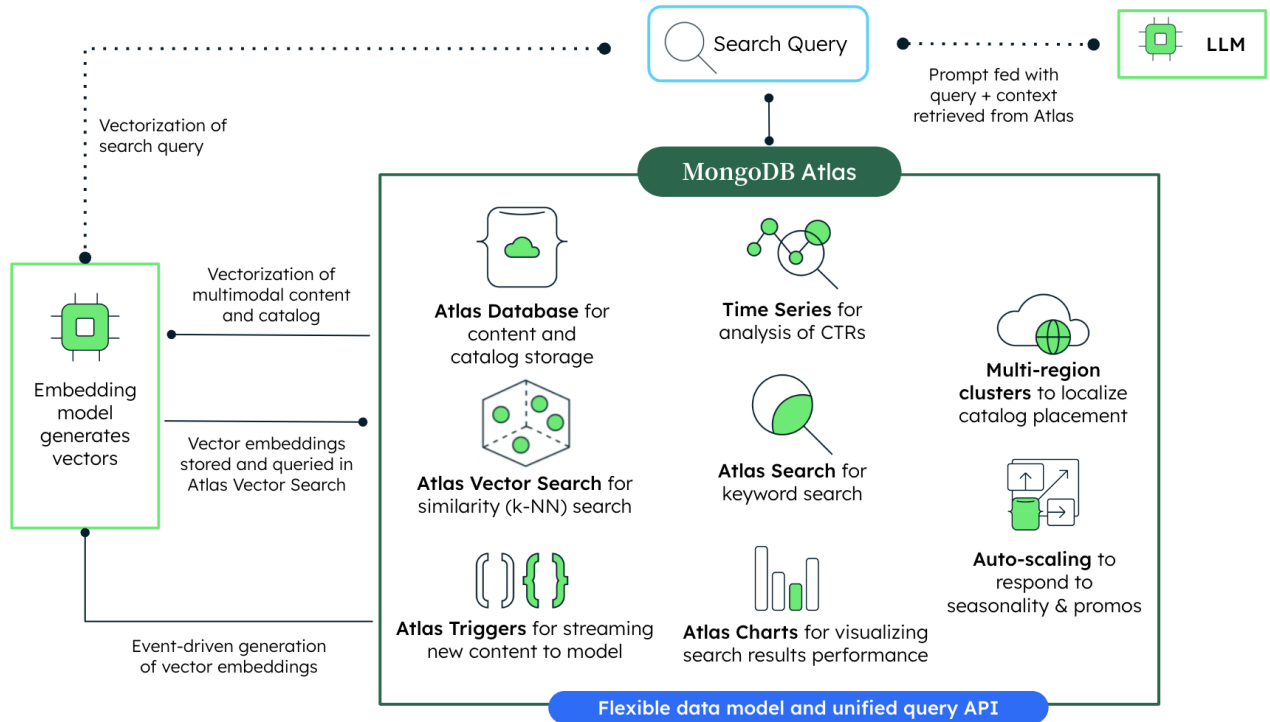 Search Query
LLM
Prompt fed with
query + context
retrieved from Atlas
Vectorization of
search query
MongoDB Atlas
Embedding
model
generates
vectors
Vectorization of
multimodal content
and catalog
Vector embeddings
stored and queried in
Atlas Vector Search
Event-driven generation
of vector embeddings
Atlas Database for
content and
catalog storage
Time Series for
analysis of CTRs
Multi-region
clusters to localize
catalog placement
Atlas Vector Search for
similarity (k-NN) search
Atlas Search for
keyword search
Auto-scaling to
respond to
seasonality & promos
Atlas Triggers for streaming
new content to model
Atlas Charts for visualizing
search results performance
Flexible data model and unified query API